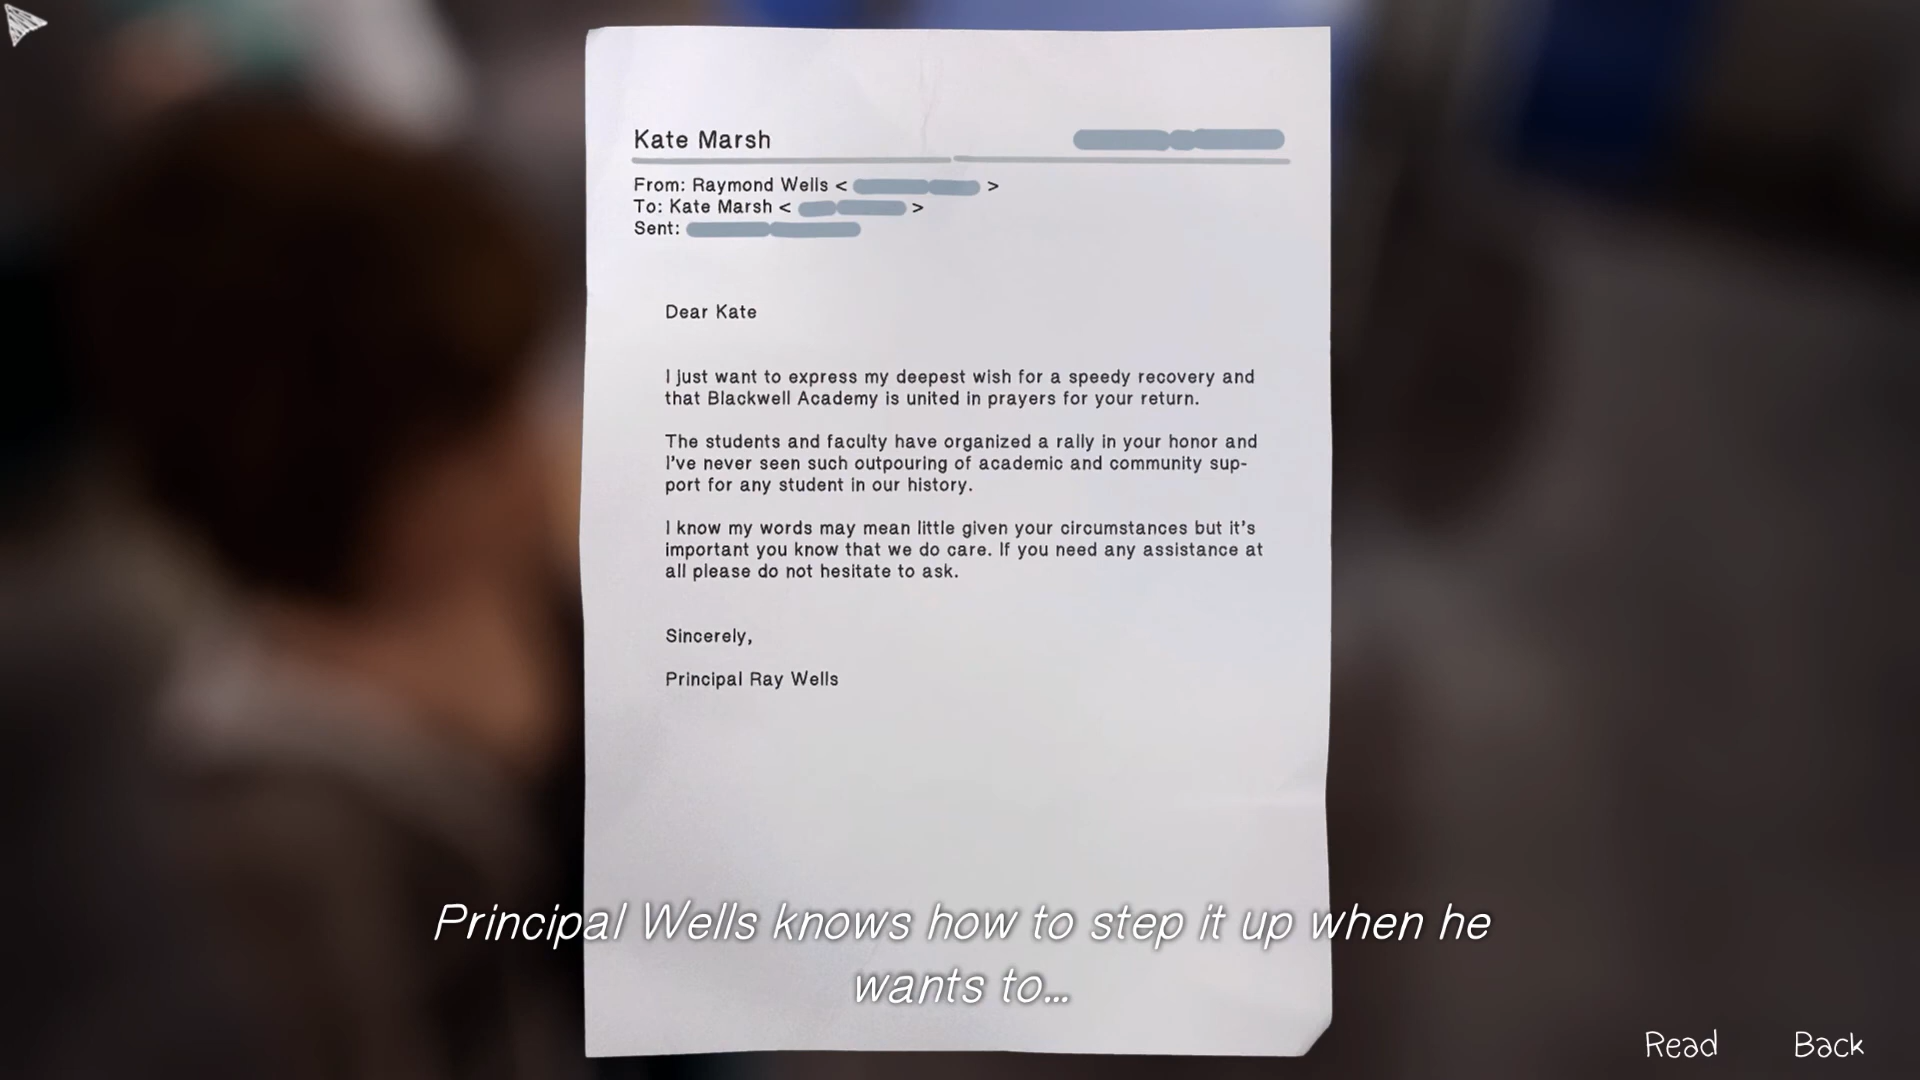 Kate Marsh
From: Raymond Wells < >
To: Kate Marsh < >
Sent:
Dear Kate
I just want to express my deepest wish for a speedy recovery and
that Blackwell Academy is united in prayers for your return.
The students and faculty have organized a rally in your honor and
I've never seen such outpouring of academic and community sup-
port for any student in our history.
I know my words may mean little given your circumstances but it's
important you know that we do care. If you need any assistance at
all please do not hesitate to ask.
Sincerely,
Principal Ray Wells
Principal Wells knows how to step it up when he
wants to...
Read Back